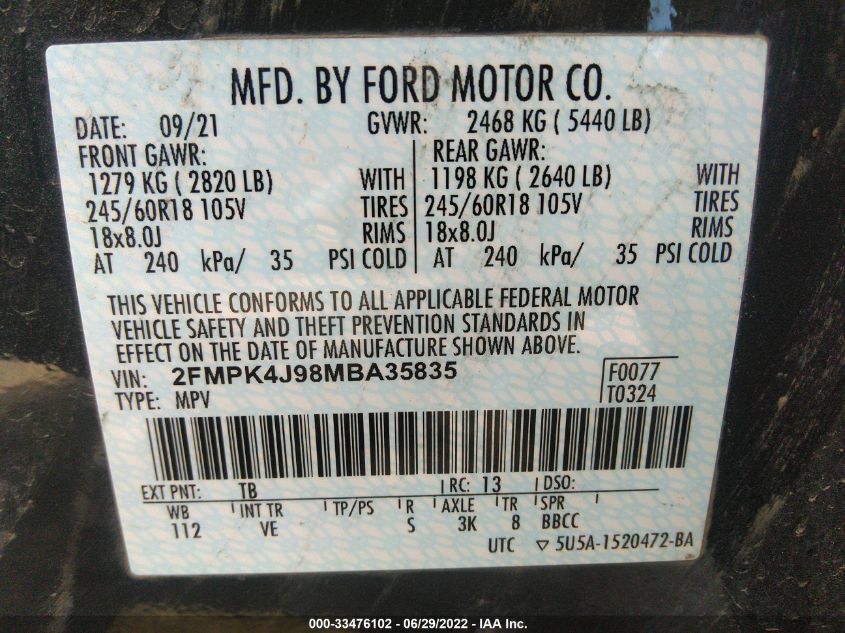 MFD. BY FORD MOTOR CO.
DATE: 09/21 GVWR: 2468 KG ( 5440 LB)
FRONT GAWR: REAR GAWR:
1279 KG ( 2820 LB) WITH 1198 KG ( 2640 LB) WITH
245/60R18 105V TIRES 245/60R18 105V TIRES
18x8.0J RIMS 18x8.0J RIMS
AT 240 kPa/ 35 PSI COLD AT 240 kPa/ 35 PSI COLD
THIS VEHICLE CONFORMS TO ALL APPLICABLE FEDERAL MOTOR
VEHICLE SAFETY AND THEFT PREVENTION STANDARDS IN
EFFECT ON THE DATE OF MANUFACTURE SHOWN ABOVE.
VIN: 2FMPK4J98MBA35835 F0077
TYPE: MPV T0324
EXT PNT: TB RC: 13 DSO:
WB INT TR TP/PS R AXLE TR SPR
112 VE S 3K 8 BBCC
UTC ▽ 5U5A-1520472-BA
000-33476102 - 06/29/2022 - IAA Inc.